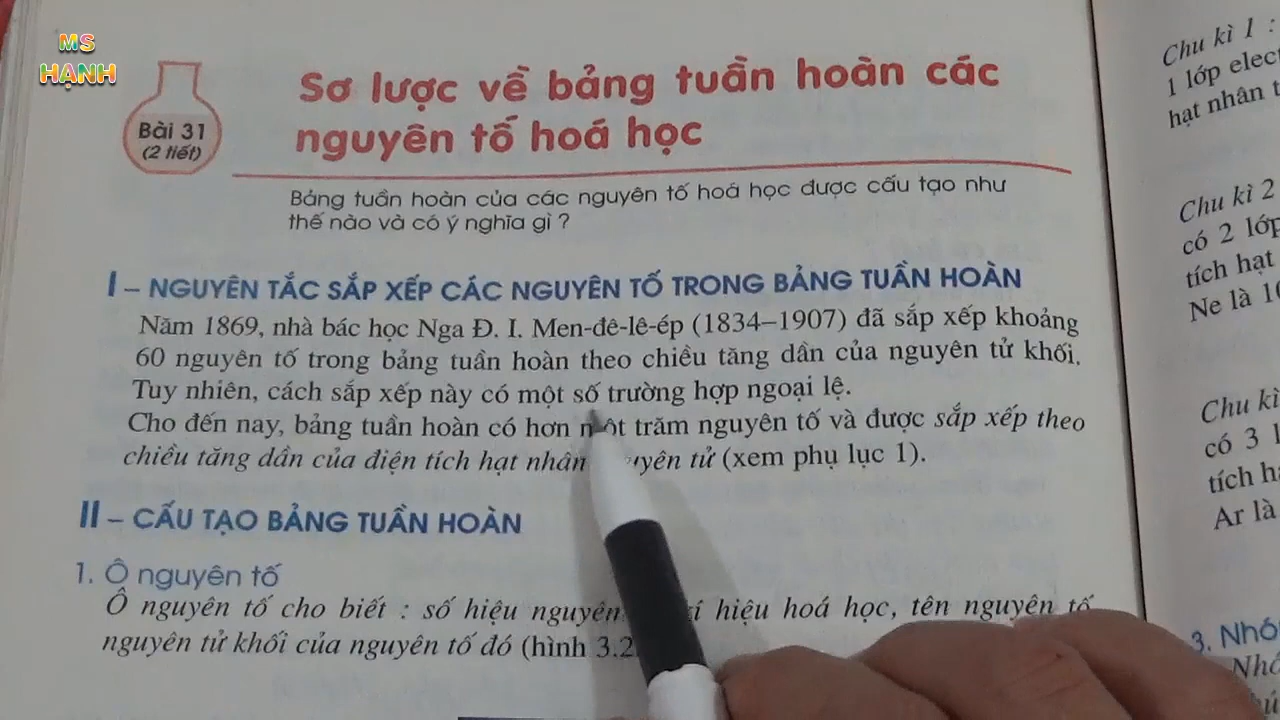 MS
HẠNH
Bài 31
(2 tiết)
Sơ lược về bảng tuần hoàn các
nguyên tố hoá học
Bảng tuần hoàn của các nguyên tố hoá học được cấu tạo như
thế nào và có ý nghĩa gì ?
I – NGUYÊN TẮC SẮP XẾP CÁC NGUYÊN TỐ TRONG BẢNG TUẦN HOÀN
Năm 1869, nhà bác học Nga Đ. I. Men-đê-lê-ép (1834–1907) đã sắp xếp khoảng
60 nguyên tố trong bảng tuần hoàn theo chiều tăng dần của nguyên tử khối.
Tuy nhiên, cách sắp xếp này có một số trường hợp ngoại lệ.
Cho đến nay, bảng tuần hoàn có hơn một trăm nguyên tố và được sắp xếp theo
chiều tăng dần của điện tích hạt nhân tử (xem phụ lục 1).
II – CẤU TẠO BẢNG TUẦN HOÀN
1. Ô nguyên tố
Ô nguyên tố cho biết : số hiệu nguyên hiệu hoá học, tên nguyên tố
nguyên tử khối của nguyên tố đó (hình 3.2
Chu kì 1 :
1 lớp elec
hạt nhân t
Chu kì 2
có 2 lớp
tích hạt
Ne là 10
Chu kì
có 3 l
tích hạ
Ar là
3. Nhó
Nhó